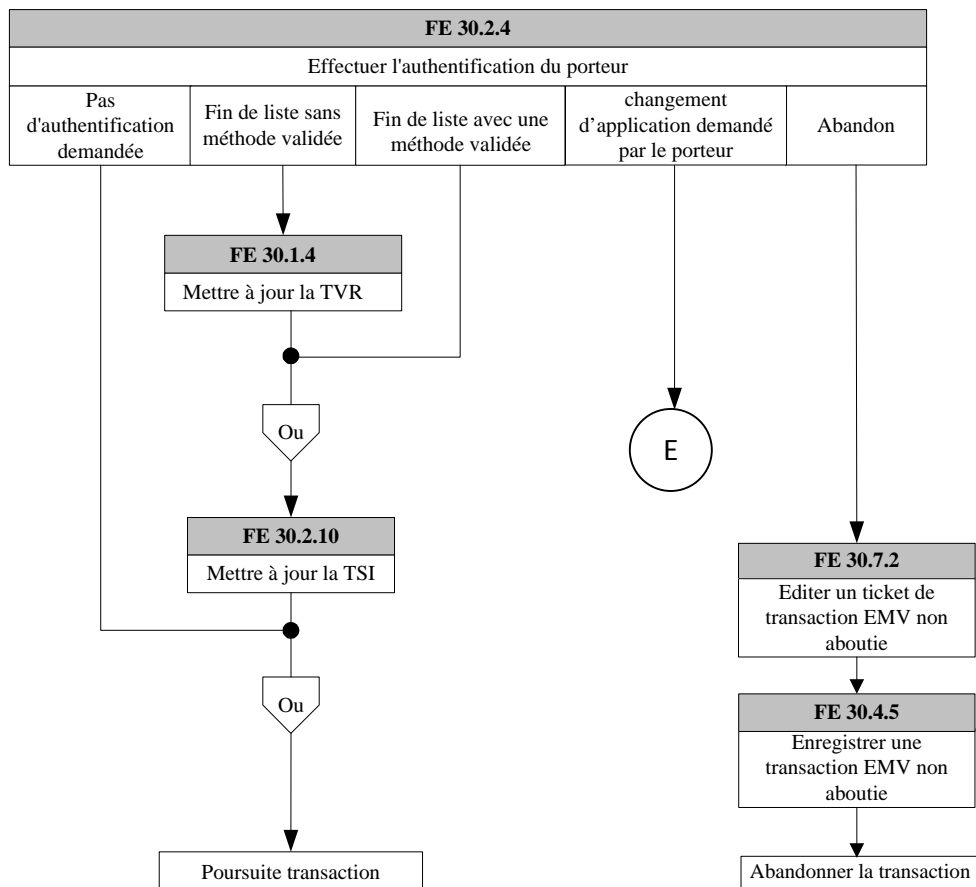 FE 30.2.4
Effectuer l'authentification du porteur
Pas
d'authentification
demandée
Fin de liste sans
méthode validée
Fin de liste avec une
méthode validée
changement
d’application demandé
par le porteur
Abandon
FE 30.1.4
Mettre à jour la TVR
Ou
E
FE 30.2.10
Mettre à jour la TSI
FE 30.7.2
Editer un ticket de
transaction EMV non
aboutie
Ou
FE 30.4.5
Enregistrer une
transaction EMV non
aboutie
Poursuite transaction
Abandonner la transaction